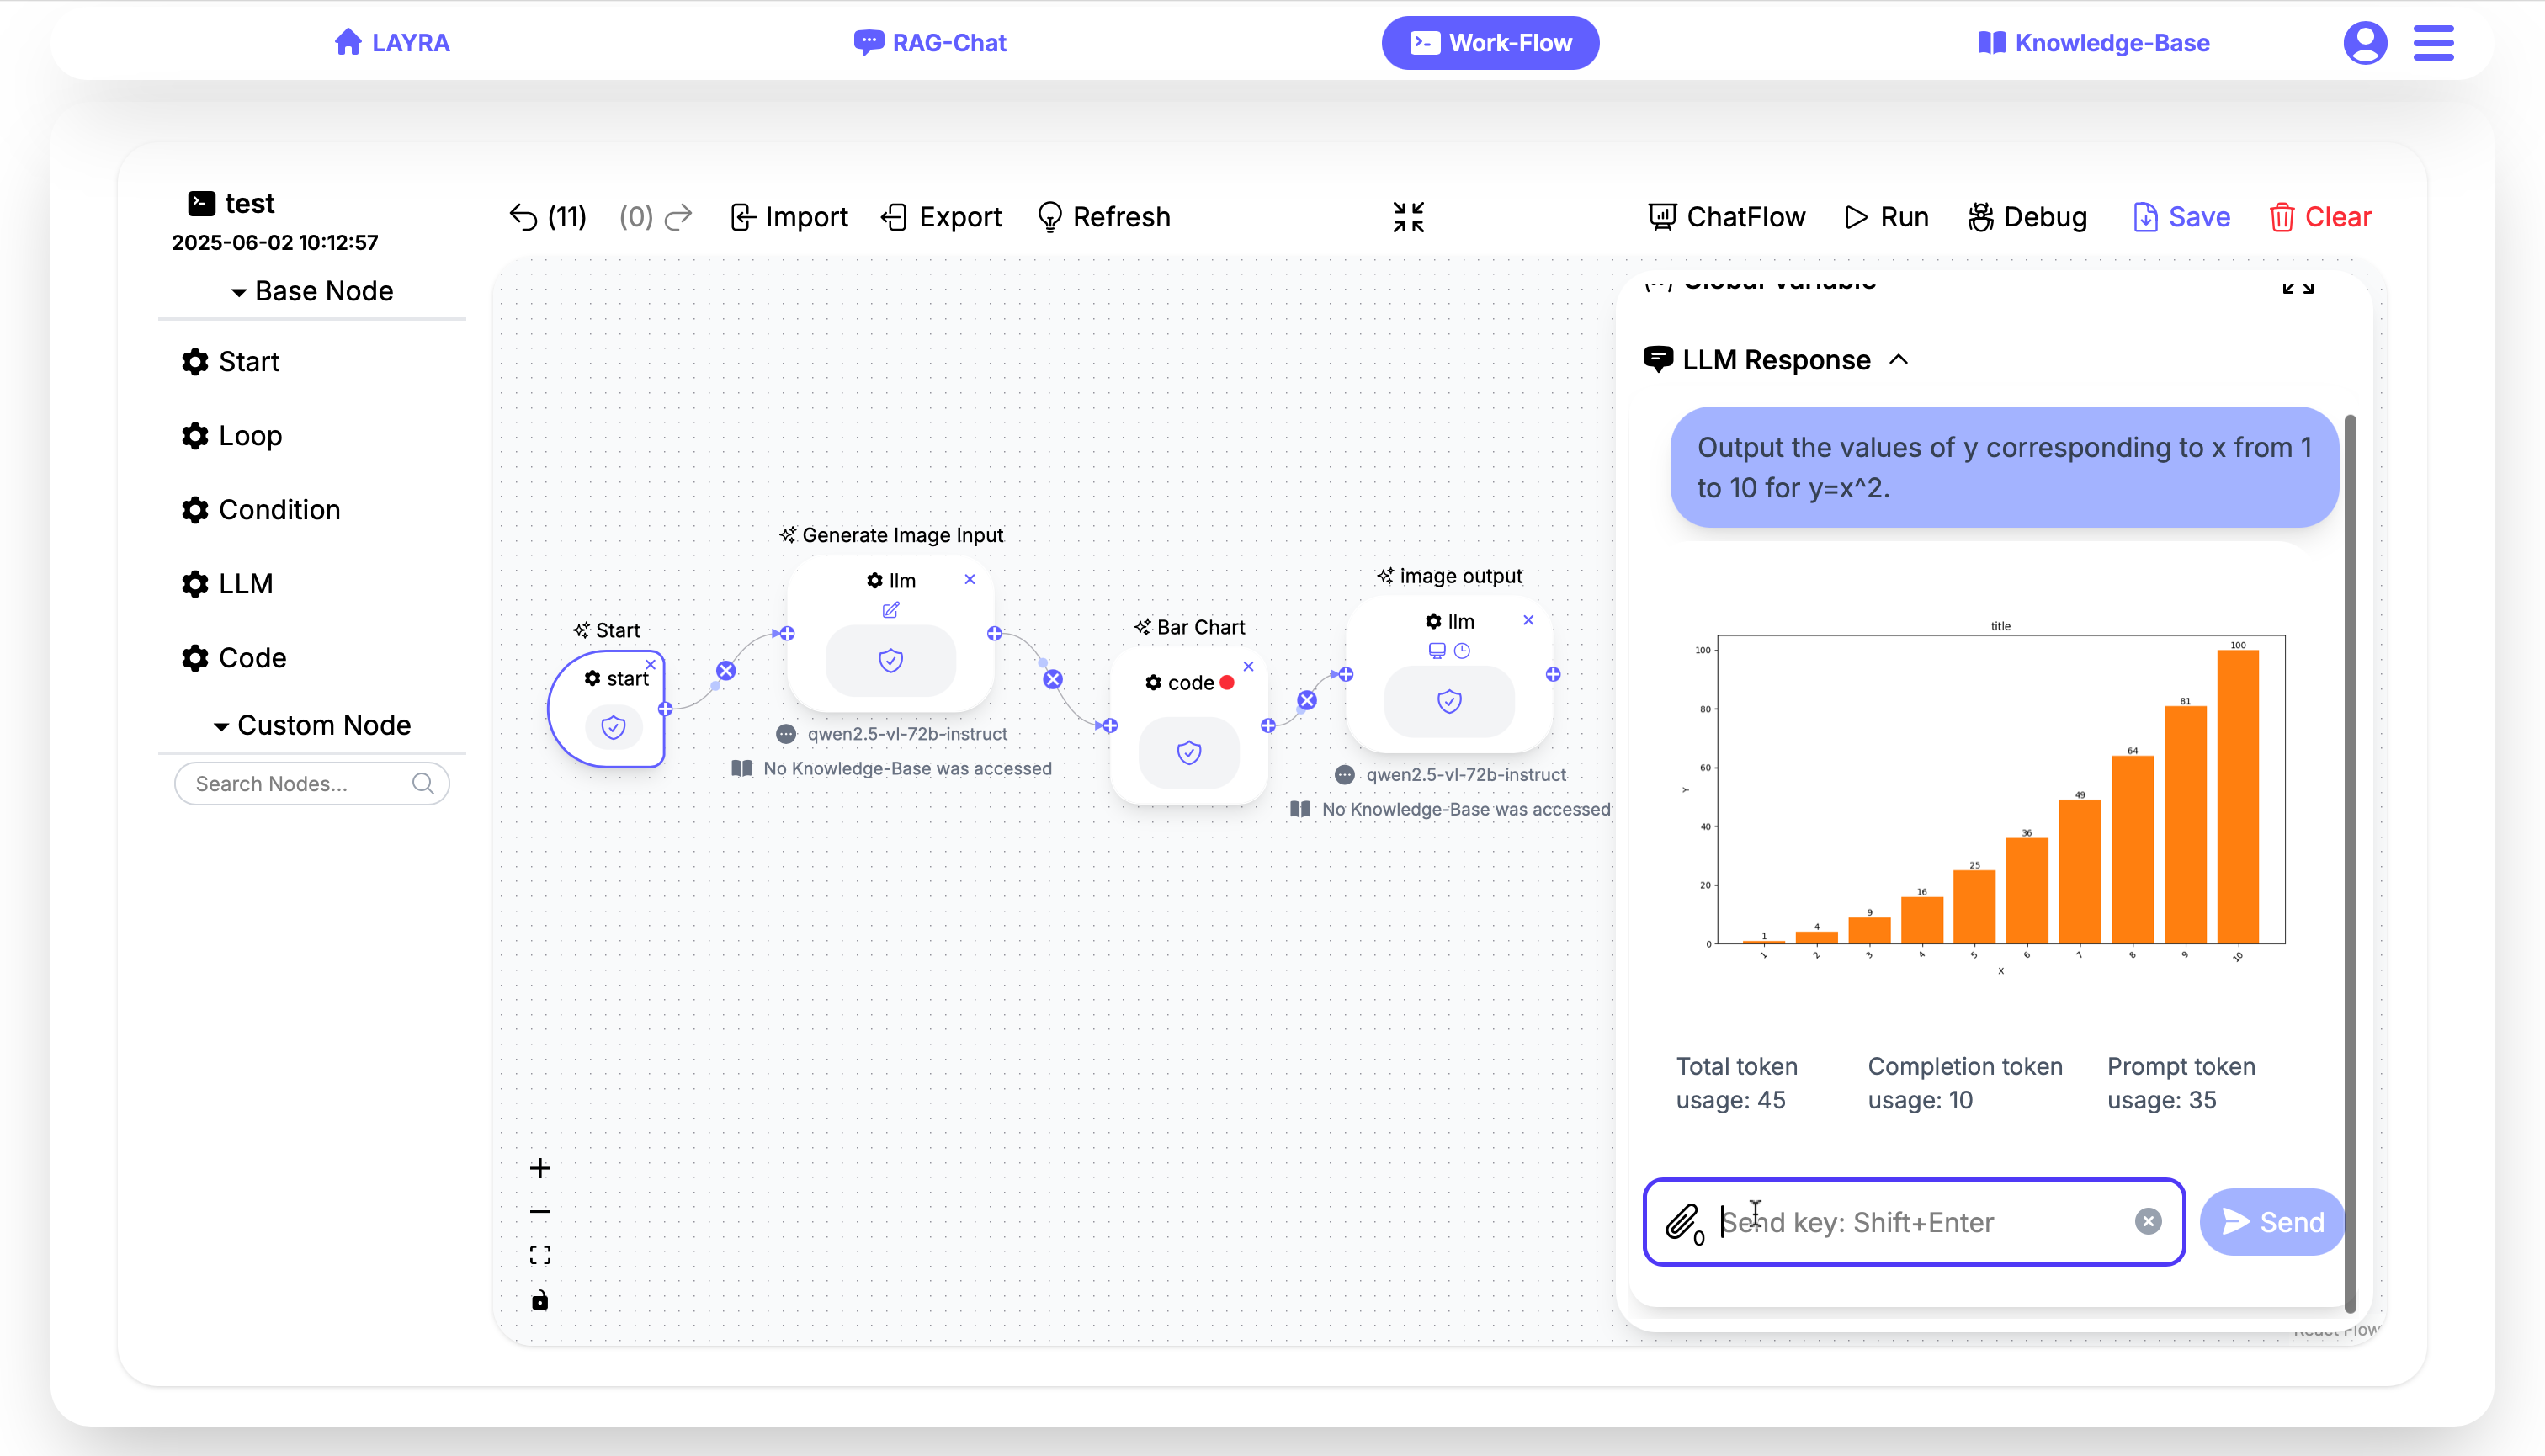 LAYRA
RAG-Chat
Work-Flow
Knowledge-Base
test
2025-06-02 10:12:57
Base Node
Start
Loop
Condition
LLM
Code
Custom Node
Search Nodes...
(11)
(0)
Import
Export
Refresh
ChatFlow
Run
Debug
Save
Clear
Start
start
Generate Image Input
llm
qwen2.5-vl-72b-instruct
No Knowledge-Base was accessed
Bar Chart
code
image output
llm
qwen2.5-vl-72b-instruct
No Knowledge-Base was accessed
Global Variable
LLM Response
Output the values of y corresponding to x from 1
to 10 for y=x^2.
title
100
80
60
40
20
0
Y
1
4
9
16
25
36
49
64
81
100
1
2
3
4
5
6
7
8
9
10
X
Total token
usage: 45
Completion token
usage: 10
Prompt token
usage: 35
0
Send key: Shift+Enter
Send
React Flow